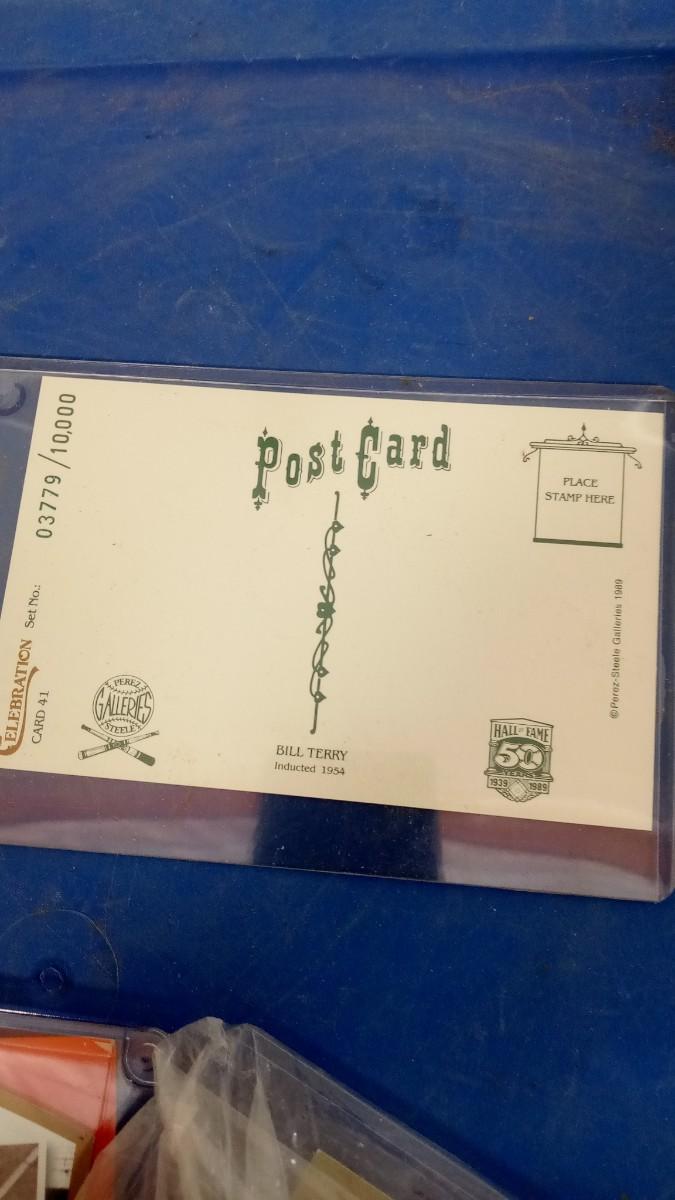 Post Card
PLACE
STAMP HERE
03779 / 10,000
Set No.:
ELEBRATION
CARD 41
PEREZ
GALLERIES
STEELE
BILL TERRY
Inducted 1954
HALL OF FAME
50
YEARS
1939 1989
©Perez-Steele Galleries 1989